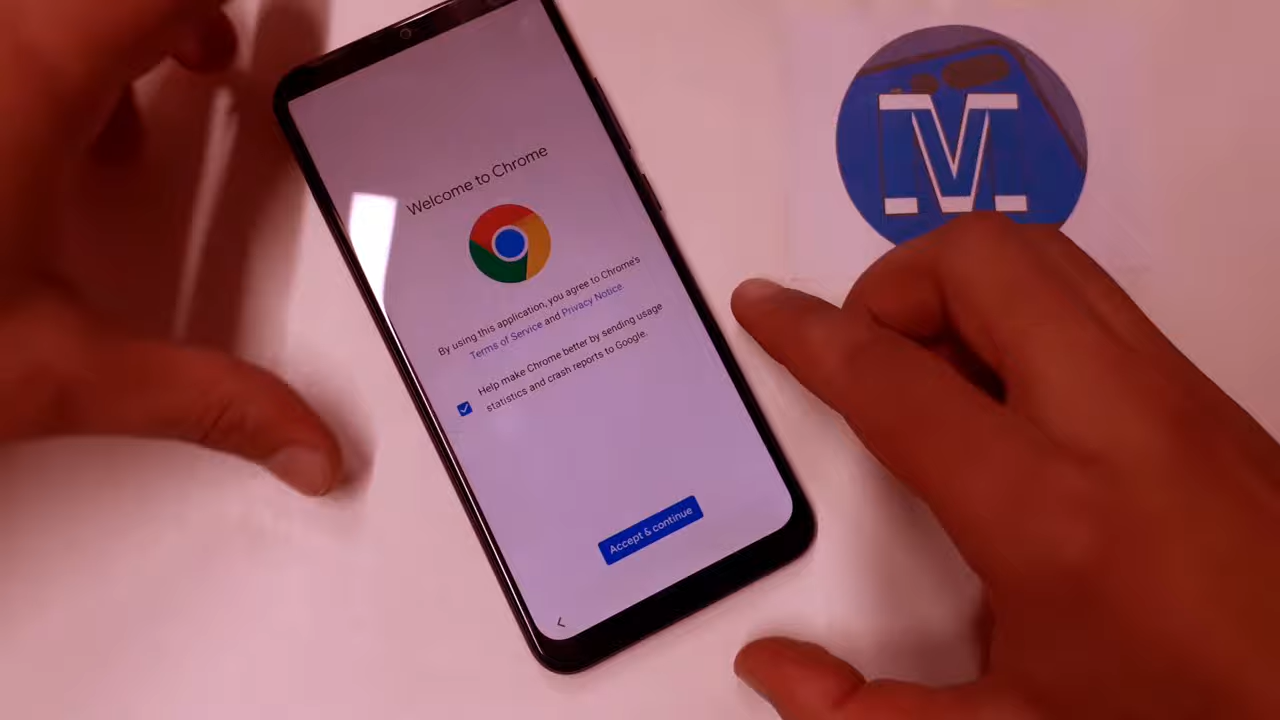 Welcome to Chrome
By using this application, you agree to Chrome's
Terms of Service and Privacy Notice.
Help make Chrome better by sending usage
statistics and crash reports to Google.
Accept & continue
M